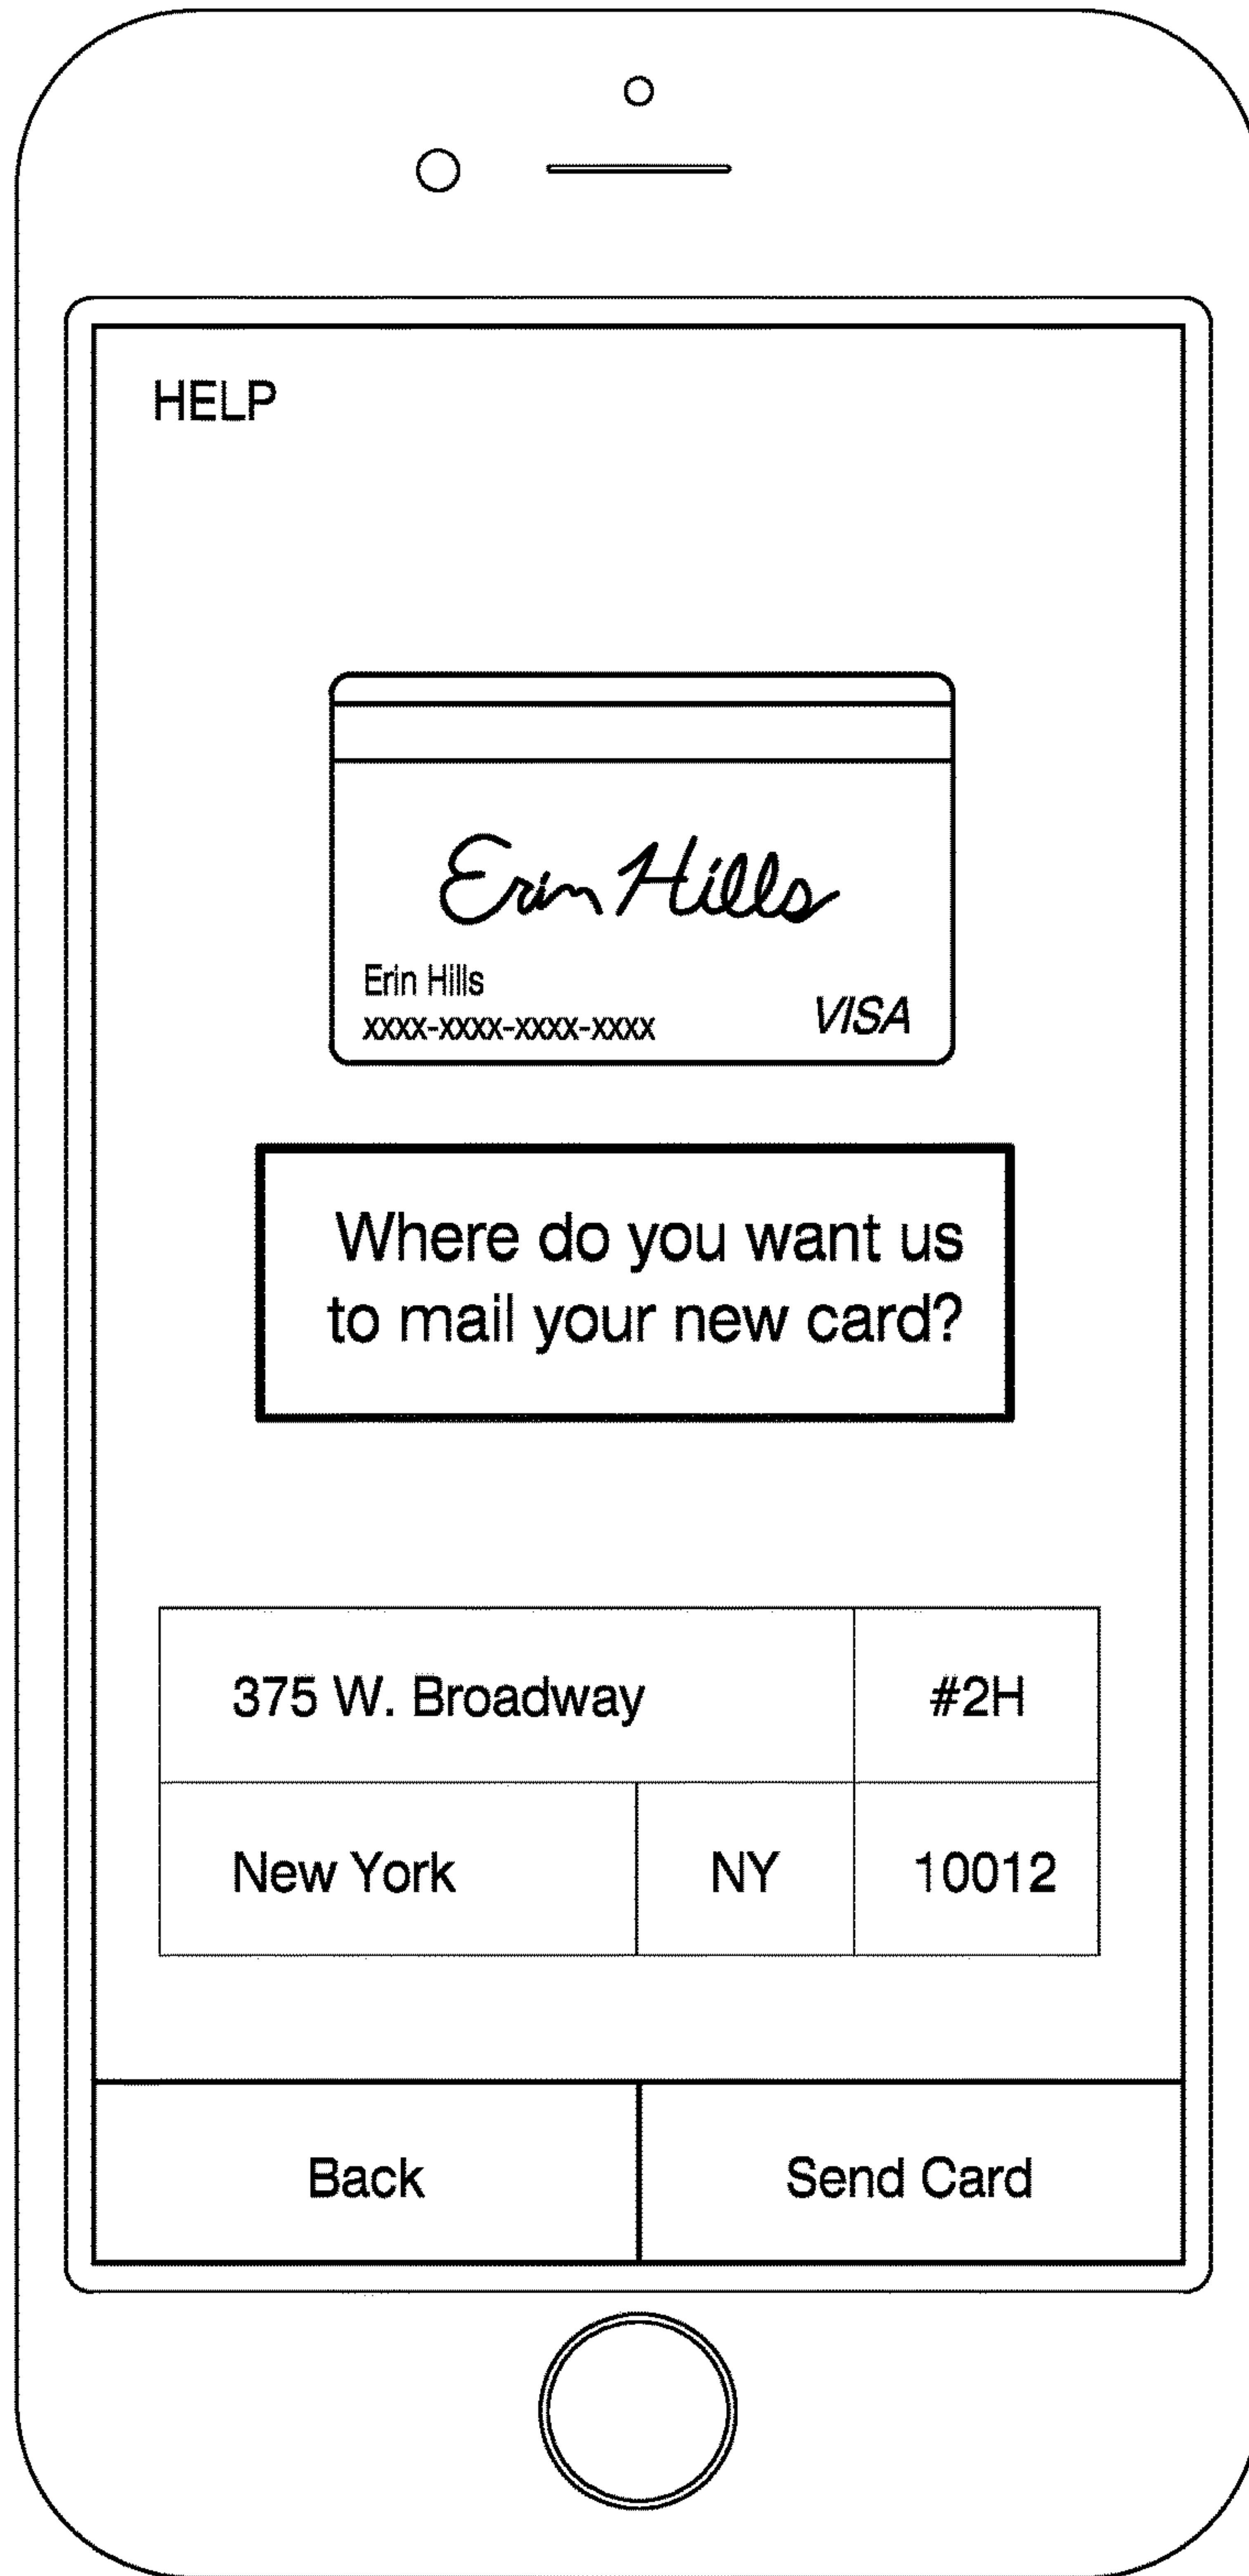 HELP
Erin Hills
Erin Hills
xxxx-xxxx-xxxx-xxxx VISA
Where do you want us
to mail your new card?
375 W. Broadway #2H
New York NY 10012
Back Send Card